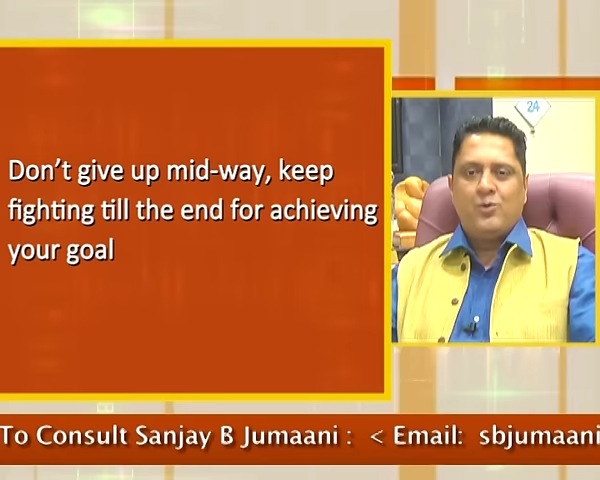 24
Don't give up mid-way, keep
fighting till the end for achieving
your goal
To Consult Sanjay B Jumaani : < Email: sbjumaani